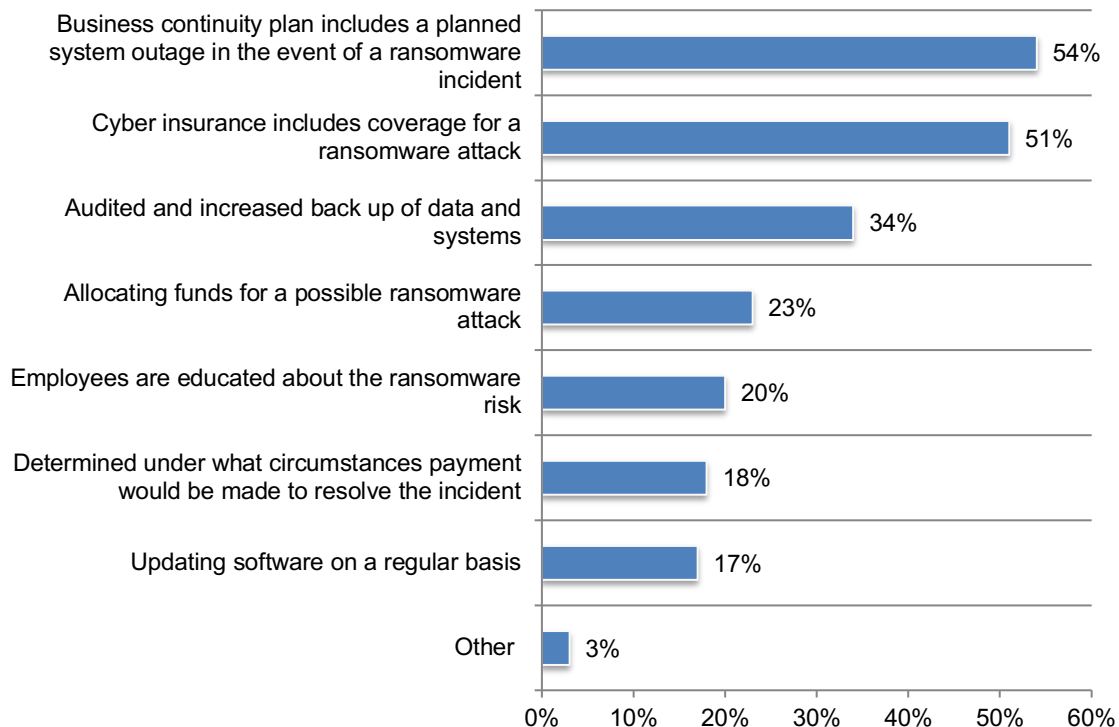 Business continuity plan includes a planned
system outage in the event of a ransomware
incident
54%
Cyber insurance includes coverage for a
ransomware attack
51%
Audited and increased back up of data and
systems
34%
Allocating funds for a possible ransomware
attack
23%
Employees are educated about the ransomware
risk
20%
Determined under what circumstances payment
would be made to resolve the incident
18%
Updating software on a regular basis
17%
Other
3%
0% 10% 20% 30% 40% 50% 60%